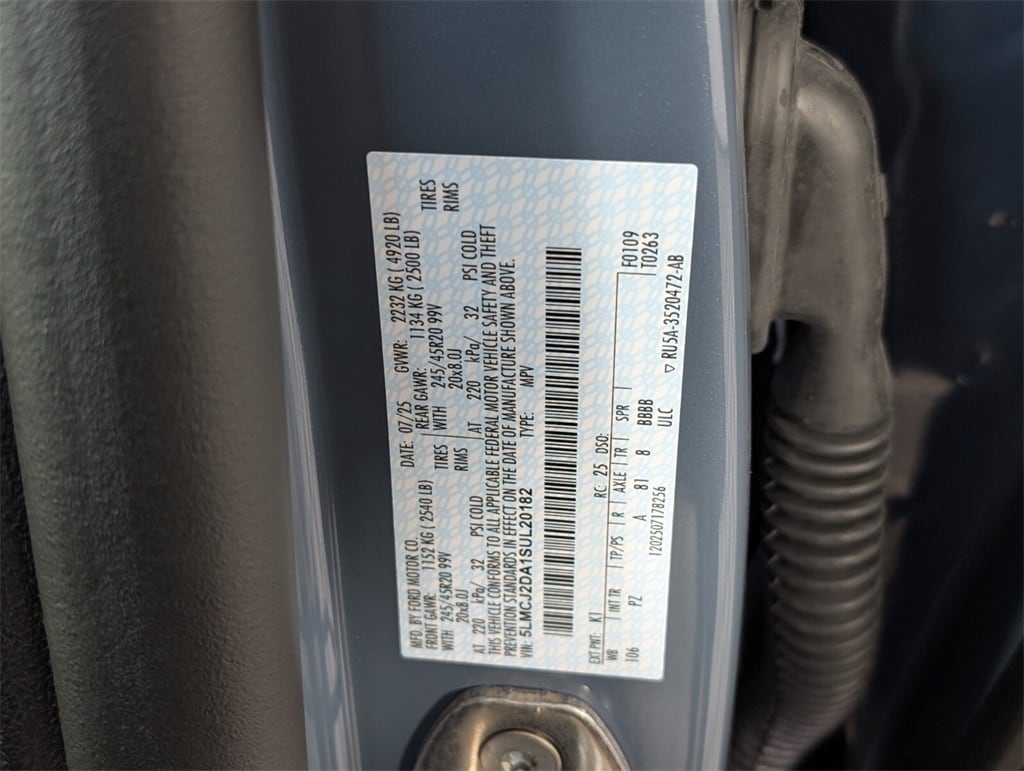 MFD. BY FORD MOTOR CO. DATE: 07/25 GVWR: 2232 KG ( 4920 LB)
FRONT GAWR: 1152 KG ( 2540 LB) REAR GAWR: 1134 KG ( 2500 LB)
WITH 245/45R20 99V TIRES WITH 245/45R20 99V TIRES
20x8.0J RIMS 20x8.0J RIMS
AT 220 kPa/ 32 PSI COLD AT 220 kPa/ 32 PSI COLD
THIS VEHICLE CONFORMS TO ALL APPLICABLE FEDERAL MOTOR VEHICLE SAFETY AND THEFT
PREVENTION STANDARDS IN EFFECT ON THE DATE OF MANUFACTURE SHOWN ABOVE.
VIN: 5LMCJ2DA1SUL20182 TYPE: MPV
EXT PNT: K1 RC: 25 DSO: F0109
WB INT TR TP/PS R AXLE TR SPR T0263
106 PZ A 81 8 BBBB
1202507178256 ULC ▽ RU5A-3520472-AB